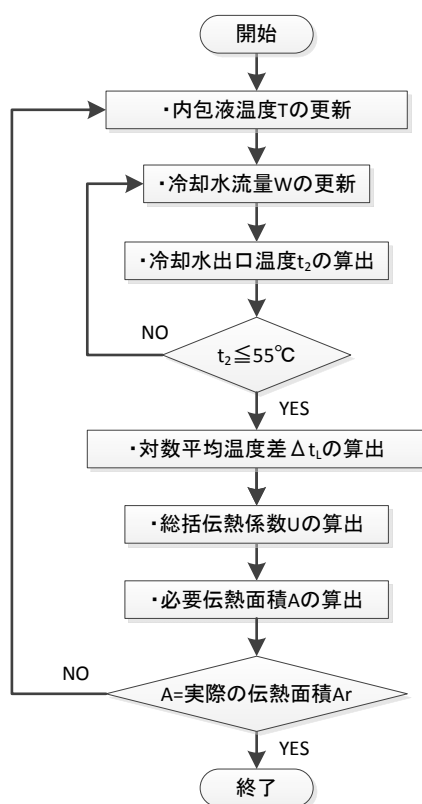 開始
・内包液温度Tの更新
・冷却水流量Wの更新
・冷却水出口温度t₂の算出
NO
t₂≦55℃
YES
・対数平均温度差Δt_Lの算出
・総括伝熱係数Uの算出
・必要伝熱面積Aの算出
NO
A=実際の伝熱面積Ar
YES
終了